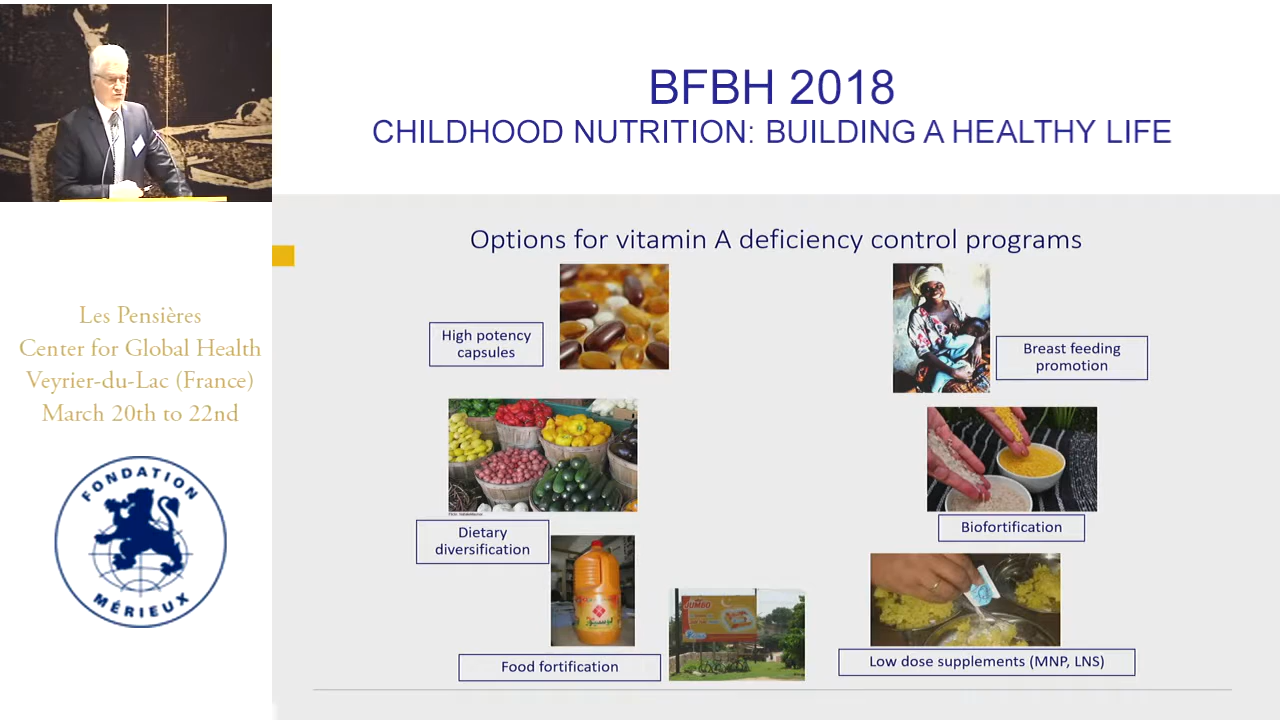 BFBH 2018
CHILDHOOD NUTRITION: BUILDING A HEALTHY LIFE
Les Pensières
Center for Global Health
Veyrier-du-Lac (France)
March 20th to 22nd
FONDATION
MÉRIEUX
Options for vitamin A deficiency control programs
High potency
capsules
Breast feeding
promotion
Dietary
diversification
Biofortification
Food fortification
JUMBO
Low dose supplements (MNP, LNS)